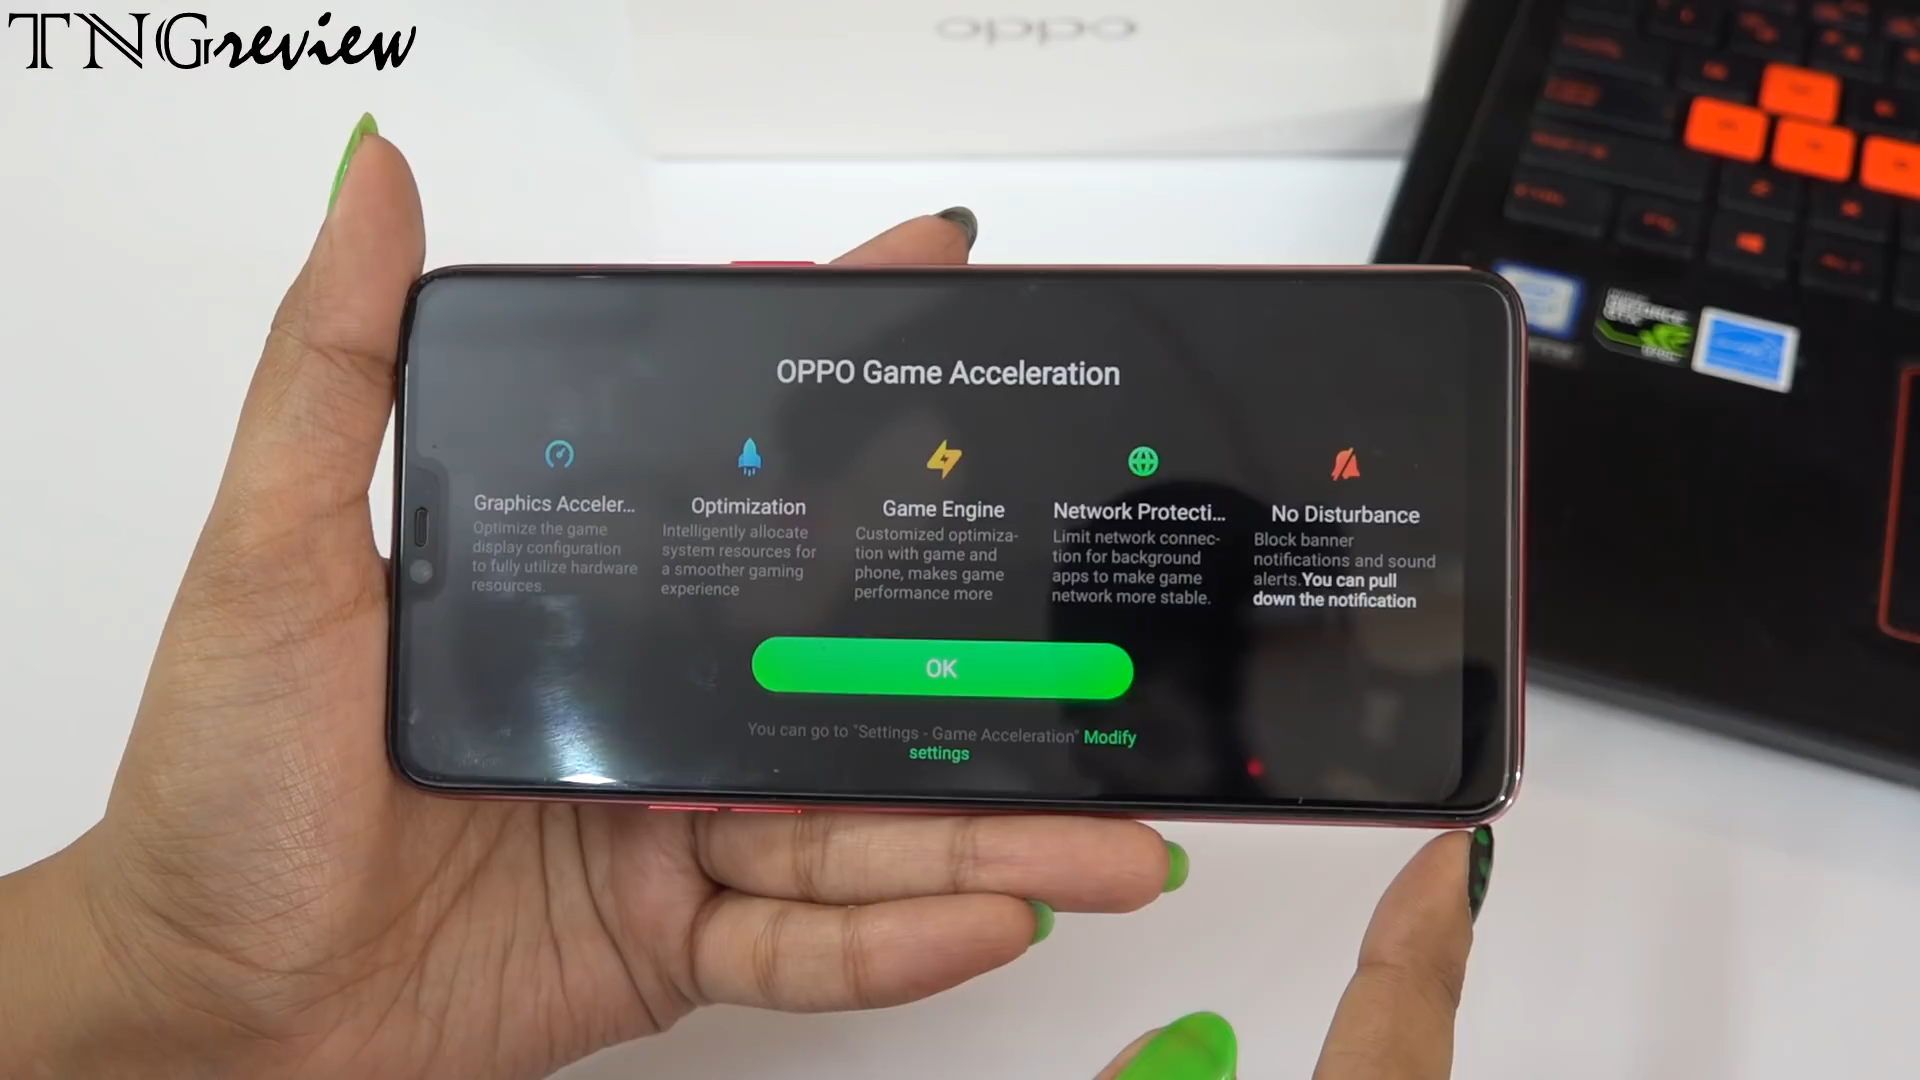 TNGreview
oppo
OPPO Game Acceleration
Graphics Acceler...
Optimize the game
display configuration
to fully utilize hardware
resources.
Optimization
Intelligently allocate
system resources for
a smoother gaming
experience
Game Engine
Customized optimiza-
tion with game and
phone, makes game
performance more
Network Protecti...
Limit network connec-
tion for background
apps to make game
network more stable.
No Disturbance
Block banner
notifications and sound
alerts.You can pull
down the notification
OK
You can go to "Settings - Game Acceleration" Modify
settings
GEFORCE
GTX